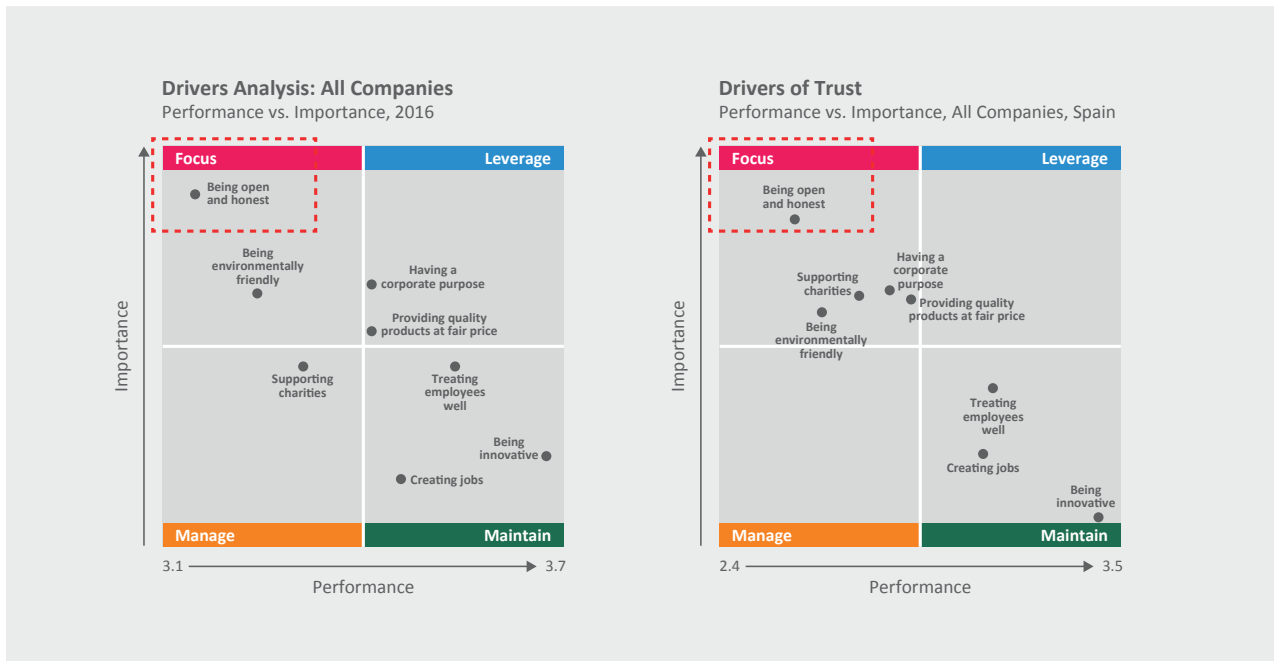 Drivers Analysis: All Companies
Performance vs. Importance, 2016
Focus
Leverage
Being open
and honest
Being
environmentally
friendly
Having a
corporate purpose
Providing quality
products at fair price
Supporting
charities
Treating
employees
well
Being
innovative
Creating jobs
Manage
Maintain
Importance
3.1
3.7
Performance
Drivers of Trust
Performance vs. Importance, All Companies, Spain
Focus
Leverage
Being open
and honest
Having a
corporate
purpose
Supporting
charities
Providing quality
products at fair price
Being
environmentally
friendly
Treating
employees
well
Creating jobs
Being
innovative
Manage
Maintain
Importance
2.4
3.5
Performance